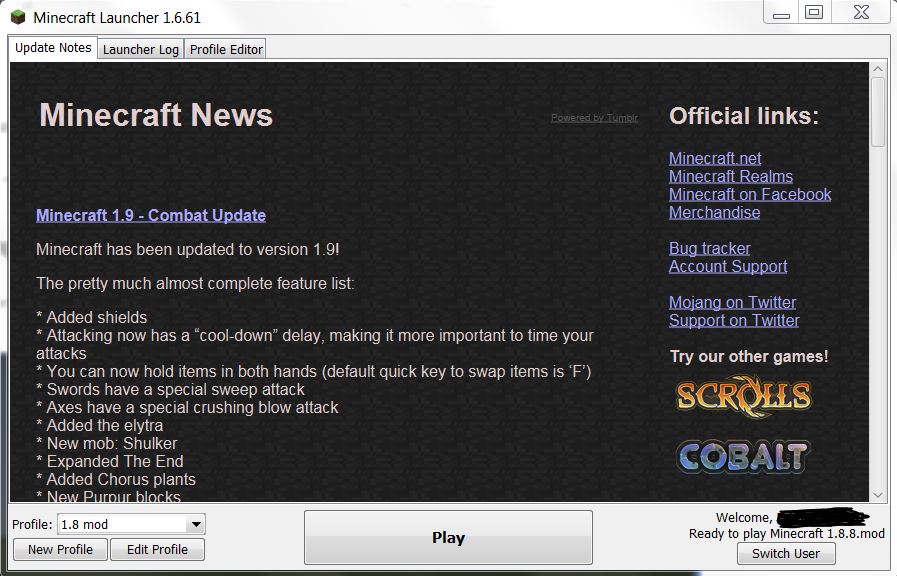 Minecraft Launcher 1.6.61
Update Notes
Launcher Log
Profile Editor
Minecraft News
Powered by Tumblr
Minecraft 1.9 - Combat Update
Minecraft has been updated to version 1.9!
The pretty much almost complete feature list:
* Added shields
* Attacking now has a “cool-down” delay, making it more important to time your
attacks
* You can now hold items in both hands (default quick key to swap items is ‘F’)
* Swords have a special sweep attack
* Axes have a special crushing blow attack
* Added the elytra
* New mob: Shulker
* Expanded The End
* Added Chorus plants
* New Purpur blocks
Official links:
Minecraft.net
Minecraft Realms
Minecraft on Facebook
Merchandise
Bug tracker
Account Support
Mojang on Twitter
Support on Twitter
Try our other games!
SCROLLS
COBALT
Profile: 1.8 mod
New Profile
Edit Profile
Play
Welcome,
Ready to play Minecraft 1.8.8.mod
Switch User